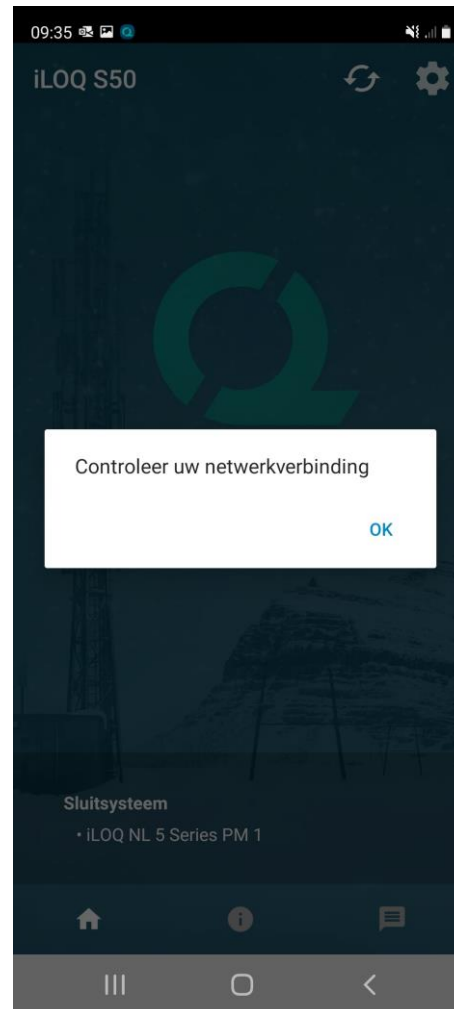 09:35
iLOQ S50
Controleer uw netwerkverbinding
OK
Sluitsysteem
• iLOQ NL 5 Series PM 1